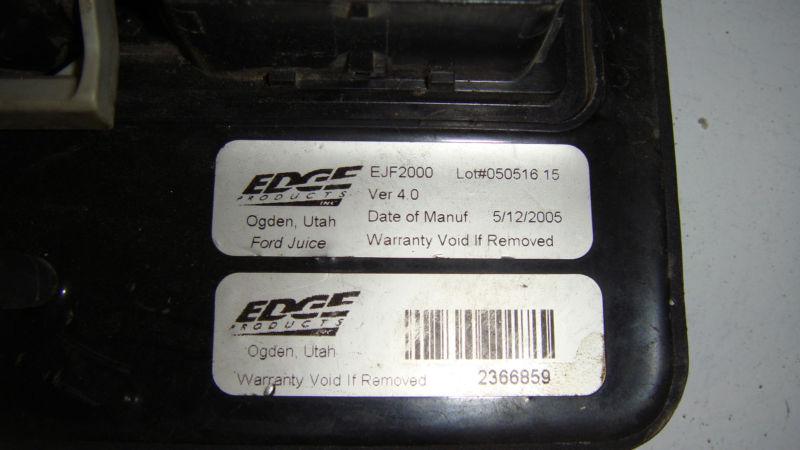 EDGE EJF2000 Lot#050516 15
PRODUCTS INC Ver 4.0
Ogden, Utah Date of Manuf. 5/12/2005
Ford Juice Warranty Void If Removed
EDGE
PRODUCTS INC
Ogden, Utah
Warranty Void If Removed 2366859